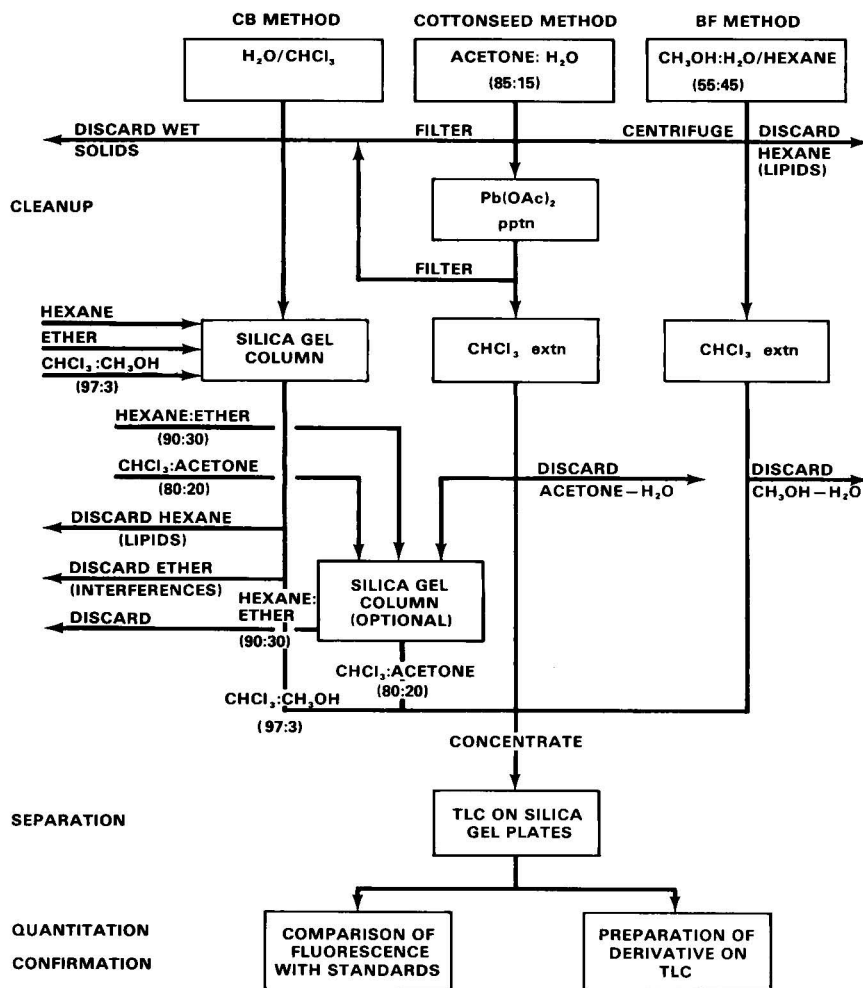 CB METHOD
COTTONSEED METHOD
BF METHOD
H₂O/CHCl₃
ACETONE: H₂O
(85:15)
CH₃OH:H₂O/HEXANE
(55:45)
DISCARD WET
SOLIDS
FILTER
CENTRIFUGE
DISCARD
HEXANE
(LIPIDS)
CLEANUP
Pb(OAc)₂
pptn
FILTER
HEXANE
ETHER
CHCl₃:CH₃OH
(97:3)
SILICA GEL
COLUMN
CHCl₃ extn
CHCl₃ extn
HEXANE:ETHER
(90:30)
CHCl₃:ACETONE
(80:20)
DISCARD
ACETONE–H₂O
DISCARD
CH₃OH–H₂O
DISCARD HEXANE
(LIPIDS)
DISCARD ETHER
(INTERFERENCES)
DISCARD
HEXANE:
ETHER
(90:30)
SILICA GEL
COLUMN
(OPTIONAL)
CHCl₃:ACETONE
(80:20)
CHCl₃:CH₃OH
(97:3)
CONCENTRATE
SEPARATION
TLC ON SILICA
GEL PLATES
QUANTITATION
CONFIRMATION
COMPARISON OF
FLUORESCENCE
WITH STANDARDS
PREPARATION OF
DERIVATIVE ON
TLC